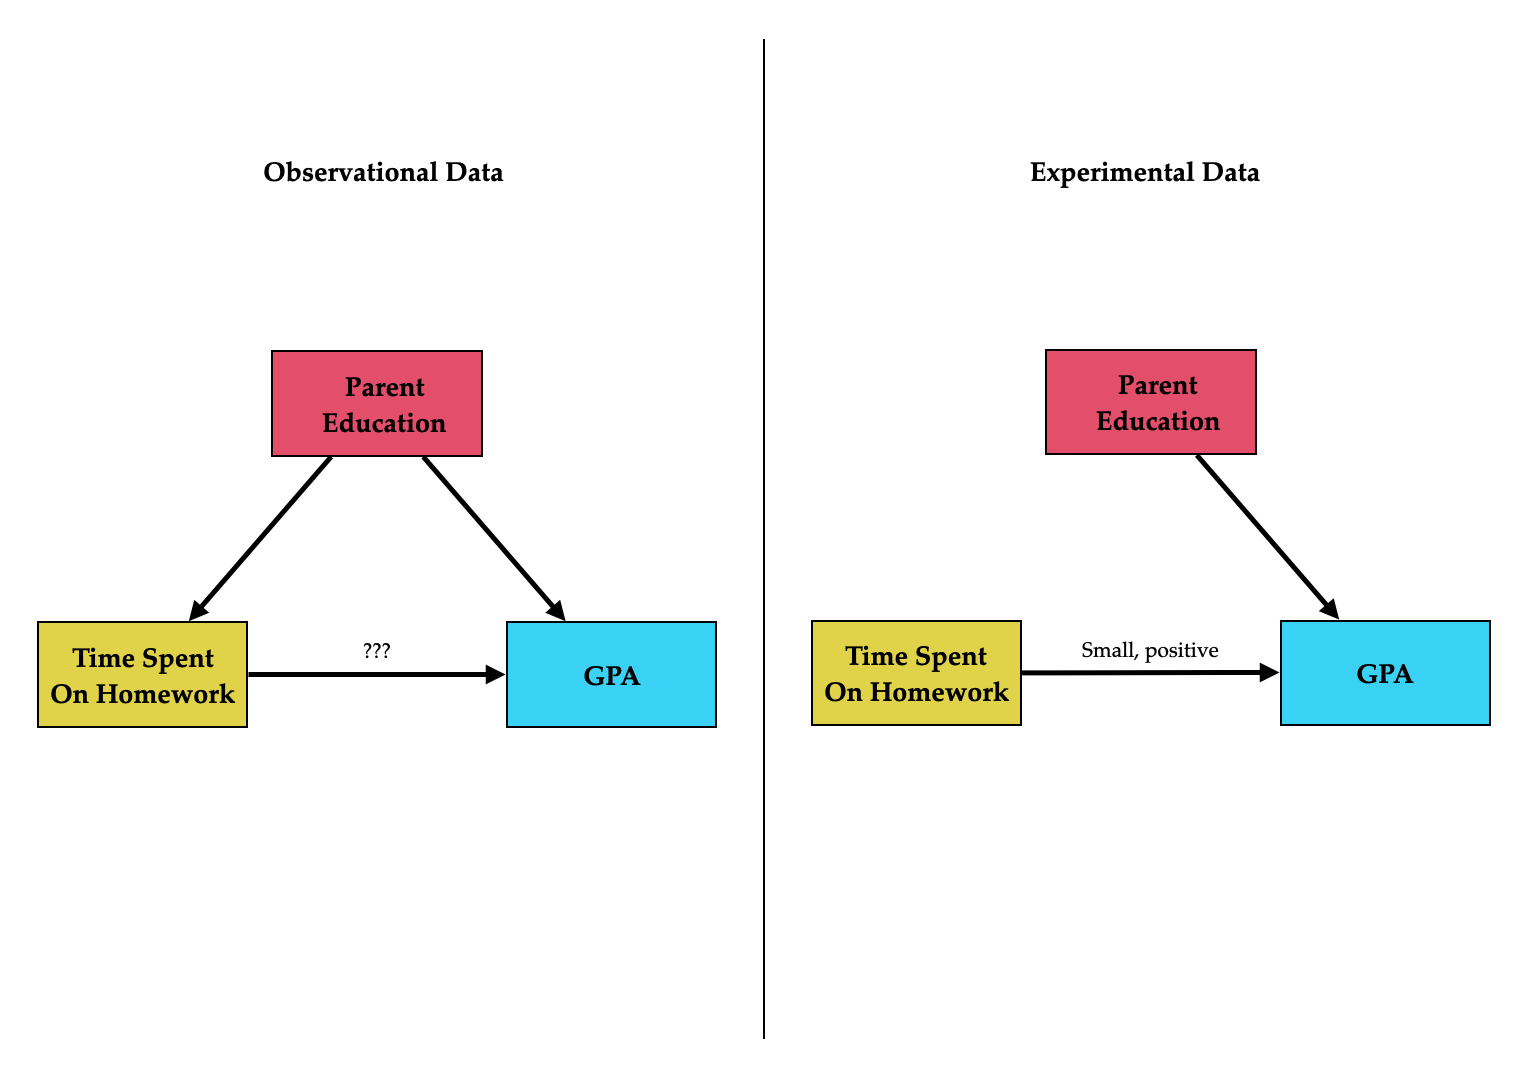 Observational Data
Parent
Education
Time Spent
On Homework
???
GPA
Experimental Data
Parent
Education
Time Spent
On Homework
Small, positive
GPA